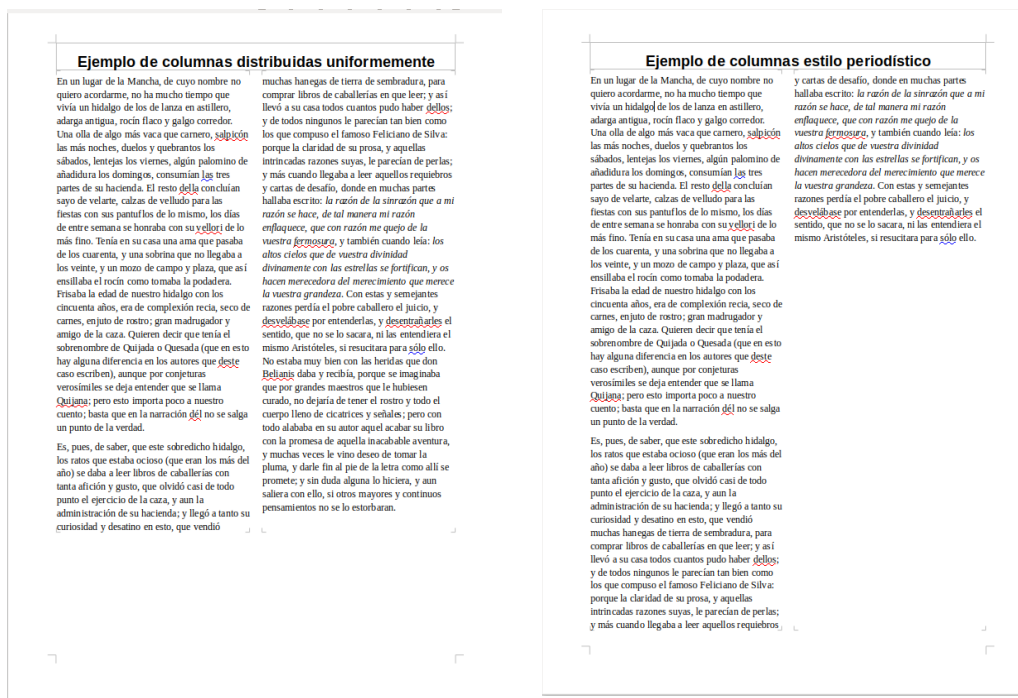 Ejemplo de columnas distribuidas uniformemente
En un lugar de la Mancha, de cuyo nombre no
quiero acordarme, no ha mucho tiempo que
vivía un hidalgo de los de lanza en astillero,
adarga antigua, rocín flaco y galgo corredor.
Una olla de algo más vaca que carnero, salpicón
las más noches, duelos y quebrantos los
sábados, lentejas los viernes, algún palomino de
añadidura los domingos, consumían las tres
partes de su hacienda. El resto della concluían
sayo de velarte, calzas de velludo para las
fiestas con sus pantuflos de lo mismo, los días
de entre semana se honraba con su vellori de lo
más fino. Tenía en su casa una ama que pasaba
de los cuarenta, y una sobrina que no llegaba a
los veinte, y un mozo de campo y plaza, que así
ensillaba el rocín como tomaba la podadera.
Frisaba la edad de nuestro hidalgo con los
cincuenta años, era de complexión recia, seco de
carnes, enjuto de rostro; gran madrugador y
amigo de la caza. Quieren decir que tenía el
sobrenombre de Quijada o Quesada (que en esto
hay alguna diferencia en los autores que deste
caso escriben), aunque por conjeturas
verosímiles se deja entender que se llama
Quijana; pero esto importa poco a nuestro
cuento; basta que en la narración dél no se salga
un punto de la verdad.
Es, pues, de saber, que este sobredicho hidalgo,
los ratos que estaba ocioso (que eran los más del
año) se daba a leer libros de caballerías con
tanta afición y gusto, que olvidó casi de todo
punto el ejercicio de la caza, y aun la
administración de su hacienda; y llegó a tanto su
curiosidad y desatino en esto, que vendió
muchas hanegas de tierra de sembradura, para
comprar libros de caballerías en que leer; y así
llevó a su casa todos cuantos pudo haber dellos;
y de todos ningunos le parecían tan bien como
los que compuso el famoso Feliciano de Silva:
porque la claridad de su prosa, y aquellas
intrincadas razones suyas, le parecían de perlas;
y más cuando llegaba a leer aquellos requiebros
y cartas de desafío, donde en muchas partes
hallaba escrito: la razón de la sinrazón que a mi
razón se hace, de tal manera mi razón
enflaquece, que con razón me quejo de la
vuestra fermosura, y también cuando leía: los
altos cielos que de vuestra divinidad
divinamente con las estrellas se fortifican, y os
hacen merecedora del merecimiento que merece
la vuestra grandeza. Con estas y semejantes
razones perdía el pobre caballero el juicio, y
desvelábase por entenderlas, y desentrañarles el
sentido, que no se lo sacara, ni las entendiera el
mismo Aristóteles, si resucitara para sólo ello.
No estaba muy bien con las heridas que don
Belianis daba y recibía, porque se imaginaba
que por grandes maestros que le hubiesen
curado, no dejaría de tener el rostro y todo el
cuerpo lleno de cicatrices y señales; pero con
todo alababa en su autor aquel acabar su libro
con la promesa de aquella inacabable aventura,
y muchas veces le vino deseo de tomar la
pluma, y darle fin al pie de la letra como allí se
promete; y sin duda alguna lo hiciera, y aun
saliera con ello, si otros mayores y continuos
pensamientos no se lo estorbaran.
Ejemplo de columnas estilo periodístico
En un lugar de la Mancha, de cuyo nombre no
quiero acordarme, no ha mucho tiempo que
vivía un hidalgo de los de lanza en astillero,
adarga antigua, rocín flaco y galgo corredor.
Una olla de algo más vaca que carnero, salpicón
las más noches, duelos y quebrantos los
sábados, lentejas los viernes, algún palomino de
añadidura los domingos, consumían las tres
partes de su hacienda. El resto della concluían
sayo de velarte, calzas de velludo para las
fiestas con sus pantuflos de lo mismo, los días
de entre semana se honraba con su vellori de lo
más fino. Tenía en su casa una ama que pasaba
de los cuarenta, y una sobrina que no llegaba a
los veinte, y un mozo de campo y plaza, que así
ensillaba el rocín como tomaba la podadera.
Frisaba la edad de nuestro hidalgo con los
cincuenta años, era de complexión recia, seco de
carnes, enjuto de rostro; gran madrugador y
amigo de la caza. Quieren decir que tenía el
sobrenombre de Quijada o Quesada (que en esto
hay alguna diferencia en los autores que deste
caso escriben), aunque por conjeturas
verosímiles se deja entender que se llama
Quijana; pero esto importa poco a nuestro
cuento; basta que en la narración dél no se salga
un punto de la verdad.
Es, pues, de saber, que este sobredicho hidalgo,
los ratos que estaba ocioso (que eran los más del
año) se daba a leer libros de caballerías con
tanta afición y gusto, que olvidó casi de todo
punto el ejercicio de la caza, y aun la
administración de su hacienda; y llegó a tanto su
curiosidad y desatino en esto, que vendió
muchas hanegas de tierra de sembradura, para
comprar libros de caballerías en que leer; y así
llevó a su casa todos cuantos pudo haber dellos;
y de todos ningunos le parecían tan bien como
los que compuso el famoso Feliciano de Silva:
porque la claridad de su prosa, y aquellas
intrincadas razones suyas, le parecían de perlas;
y más cuando llegaba a leer aquellos requiebros
y cartas de desafío, donde en muchas partes
hallaba escrito: la razón de la sinrazón que a mi
razón se hace, de tal manera mi razón
enflaquece, que con razón me quejo de la
vuestra fermosura, y también cuando leía: los
altos cielos que de vuestra divinidad
divinamente con las estrellas se fortifican, y os
hacen merecedora del merecimiento que merece
la vuestra grandeza. Con estas y semejantes
razones perdía el pobre caballero el juicio, y
desvelábase por entenderlas, y desentrañarles el
sentido, que no se lo sacara, ni las entendiera el
mismo Aristóteles, si resucitara para sólo ello.